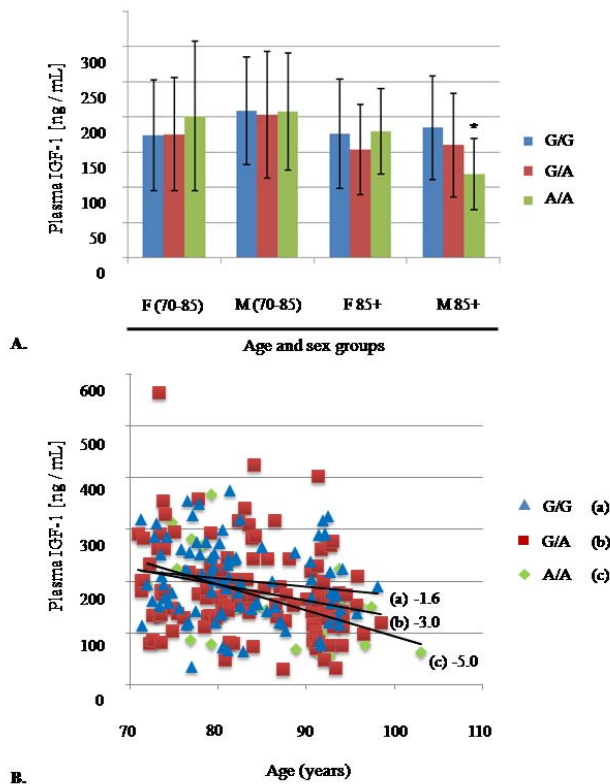 300
250
200
150
100
50
0
Plasma IGF-1 [ng / mL]
*
G/G
G/A
A/A
F (70-85) M (70-85) F 85+ M 85+
A.
Age and sex groups
600
500
400
300
200
100
0
Plasma IGF-1 [ng / mL]
(a) -1.6
(b) -3.0
(c) -5.0
G/G (a)
G/A (b)
A/A (c)
70 80 90 100 110
Age (years)
B.